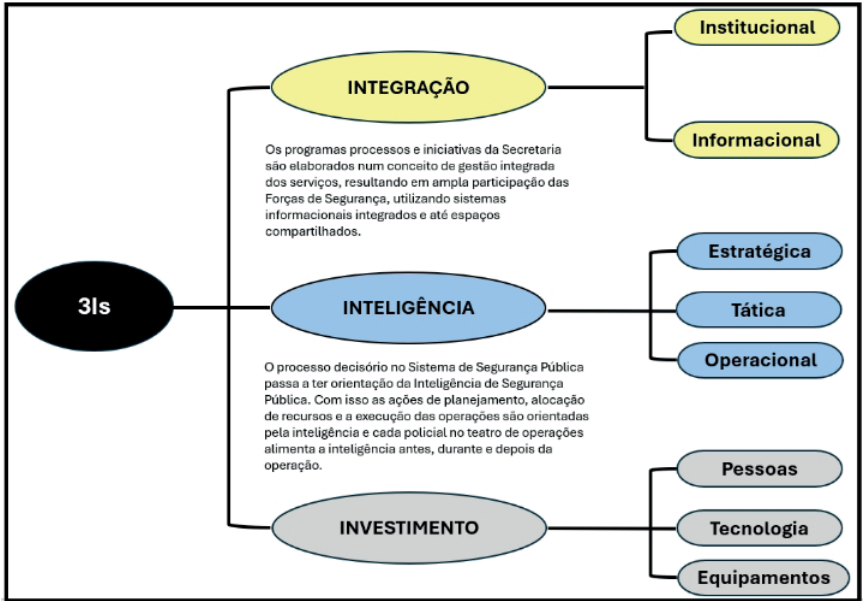 3Is
INTEGRAÇÃO
Institucional
Informacional
Os programas processos e iniciativas da Secretaria
são elaborados num conceito de gestão integrada
dos serviços, resultando em ampla participação das
Forças de Segurança, utilizando sistemas
informacionais integrados e até espaços
compartilhados.
INTELIGÊNCIA
Estratégica
Tática
Operacional
O processo decisório no Sistema de Segurança Pública
passa a ter orientação da Inteligência de Segurança
Pública. Com isso as ações de planejamento, alocação
de recursos e a execução das operações são orientadas
pela inteligência e cada policial no teatro de operações
alimenta a inteligência antes, durante e depois da
operação.
INVESTIMENTO
Pessoas
Tecnologia
Equipamentos